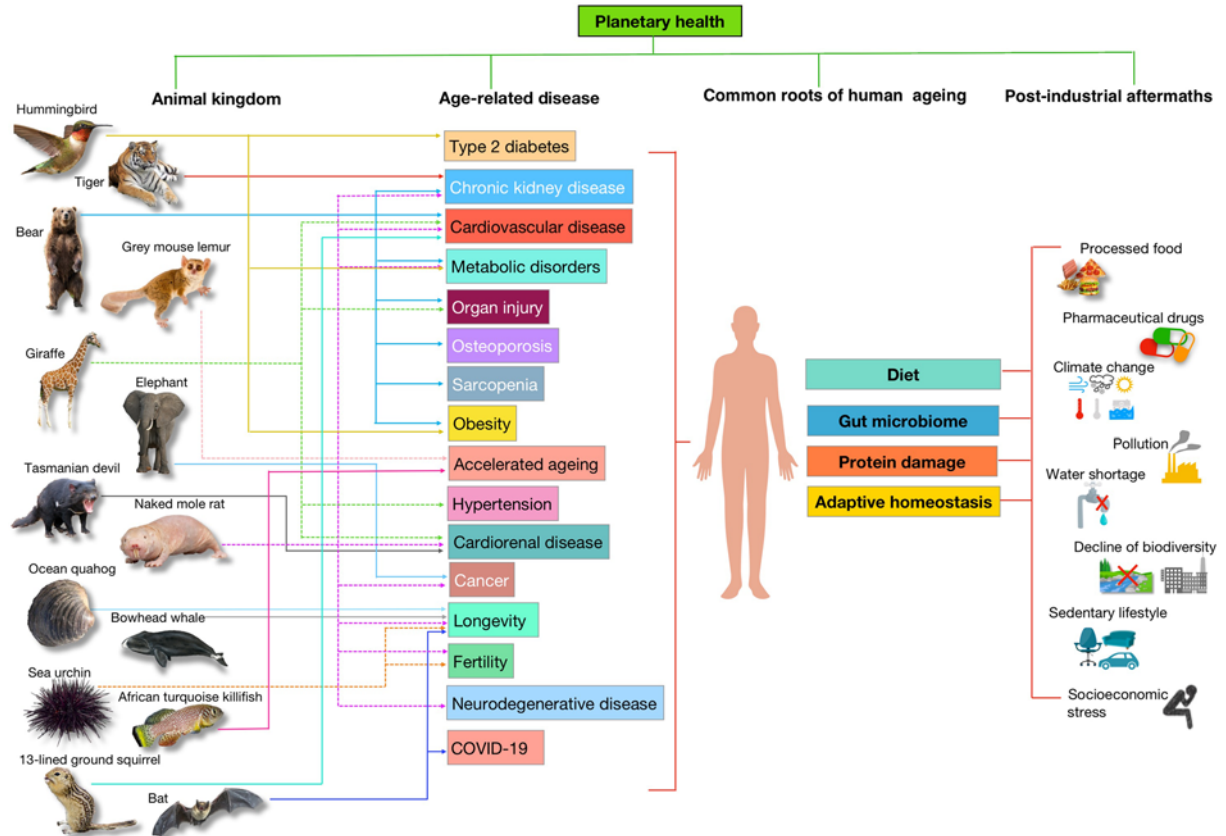 Planetary health
Animal kingdom
Age-related disease
Common roots of human ageing
Post-industrial aftermaths
Hummingbird
Tiger
Bear
Grey mouse lemur
Giraffe
Elephant
Tasmanian devil
Naked mole rat
Ocean quahog
Bowhead whale
Sea urchin
African turquoise killifish
13-lined ground squirrel
Bat
Type 2 diabetes
Chronic kidney disease
Cardiovascular disease
Metabolic disorders
Organ injury
Osteoporosis
Sarcopenia
Obesity
Accelerated ageing
Hypertension
Cardiorenal disease
Cancer
Longevity
Fertility
Neurodegenerative disease
COVID-19
Diet
Gut microbiome
Protein damage
Adaptive homeostasis
Processed food
Pharmaceutical drugs
Climate change
Pollution
Water shortage
Decline of biodiversity
Sedentary lifestyle
Socioeconomic
stress